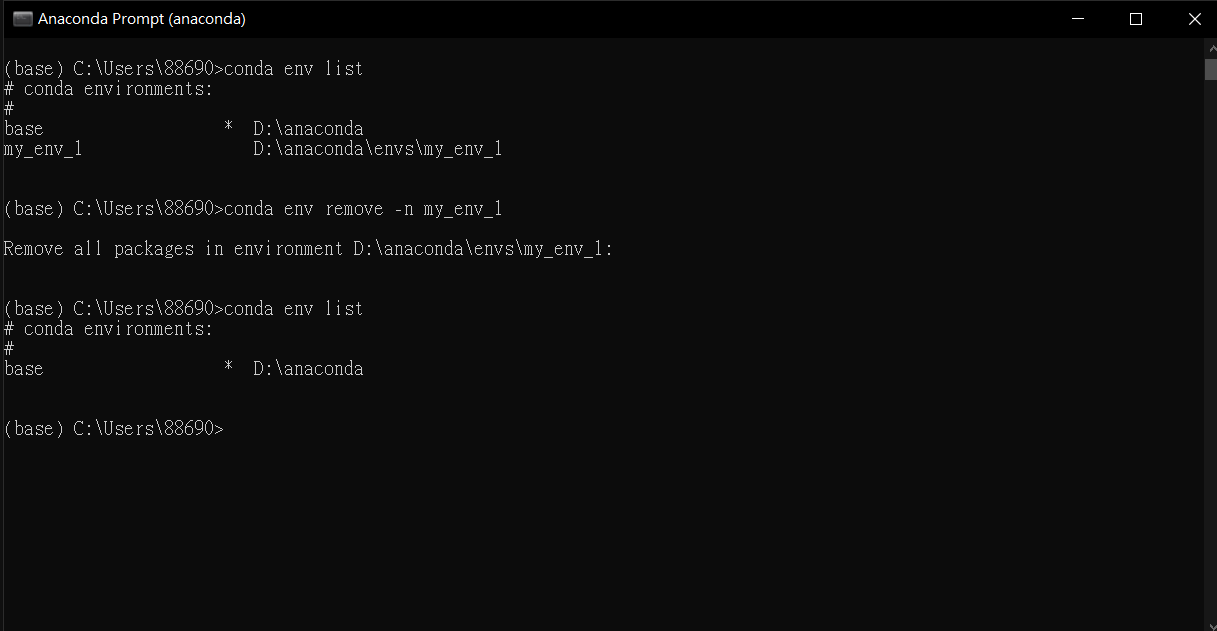 Anaconda Prompt (anaconda)
(base) C:\Users\88690>conda env list
# conda environments:
#
base                  *  D:\anaconda
my_env_1                 D:\anaconda\envs\my_env_1
(base) C:\Users\88690>conda env remove -n my_env_1
Remove all packages in environment D:\anaconda\envs\my_env_1:
(base) C:\Users\88690>conda env list
# conda environments:
#
base                  *  D:\anaconda
(base) C:\Users\88690>